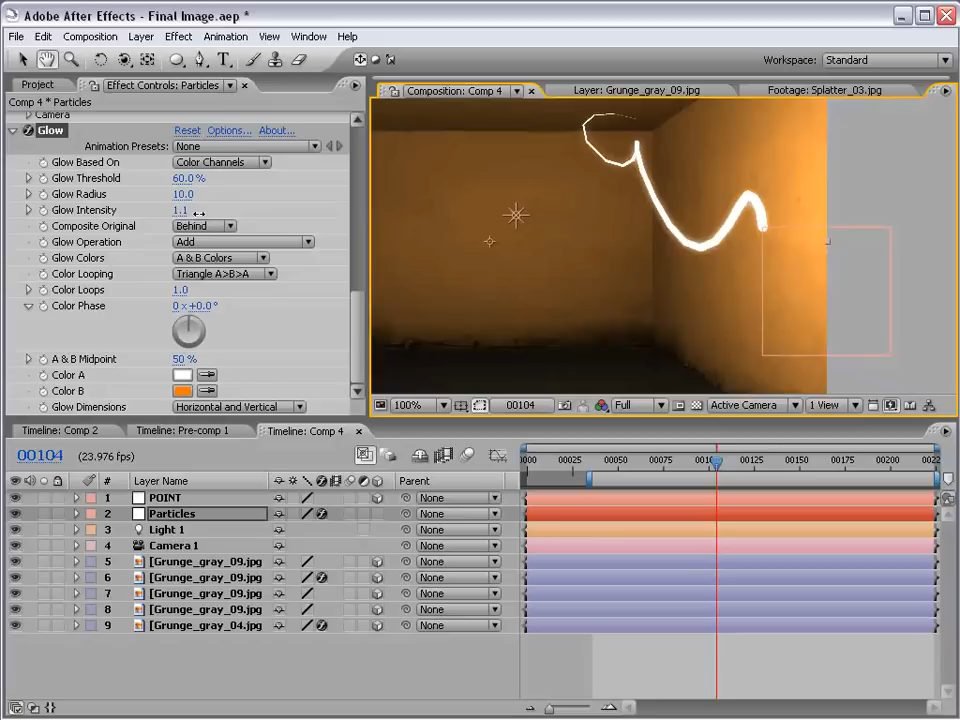 Adobe After Effects - Final Image.aep *
File Edit Composition Layer Effect Animation View Window Help
Workspace: Standard
Project Effect Controls: Particles
Composition: Comp 4 Layer: Grunge_gray_09.jpg Footage: Splatter_03.jpg
Comp 4 * Particles
Camera
Glow Reset Options... About...
Animation Presets: None
Glow Based On Color Channels
Glow Threshold 60.0 %
Glow Radius 10.0
Glow Intensity 1.1
Composite Original Behind
Glow Operation Add
Glow Colors A & B Colors
Color Looping Triangle A>B>A
Color Loops 1.0
Color Phase 0 x+0.0°
A & B Midpoint 50 %
Color A
Color B
Glow Dimensions Horizontal and Vertical
100% 00104 Full Active Camera 1 View
Timeline: Comp 2 Timeline: Pre-comp 1 Timeline: Comp 4
00104 (23.976 fps)
0000 00025 00050 00075 00100 00125 00150 00175 00200 0022
# Layer Name Parent
1 POINT None
2 Particles None
3 Light 1 None
4 Camera 1 None
5 [Grunge_gray_09.jpg None
6 [Grunge_gray_09.jpg None
7 [Grunge_gray_09.jpg None
8 [Grunge_gray_09.jpg None
9 [Grunge_gray_04.jpg None